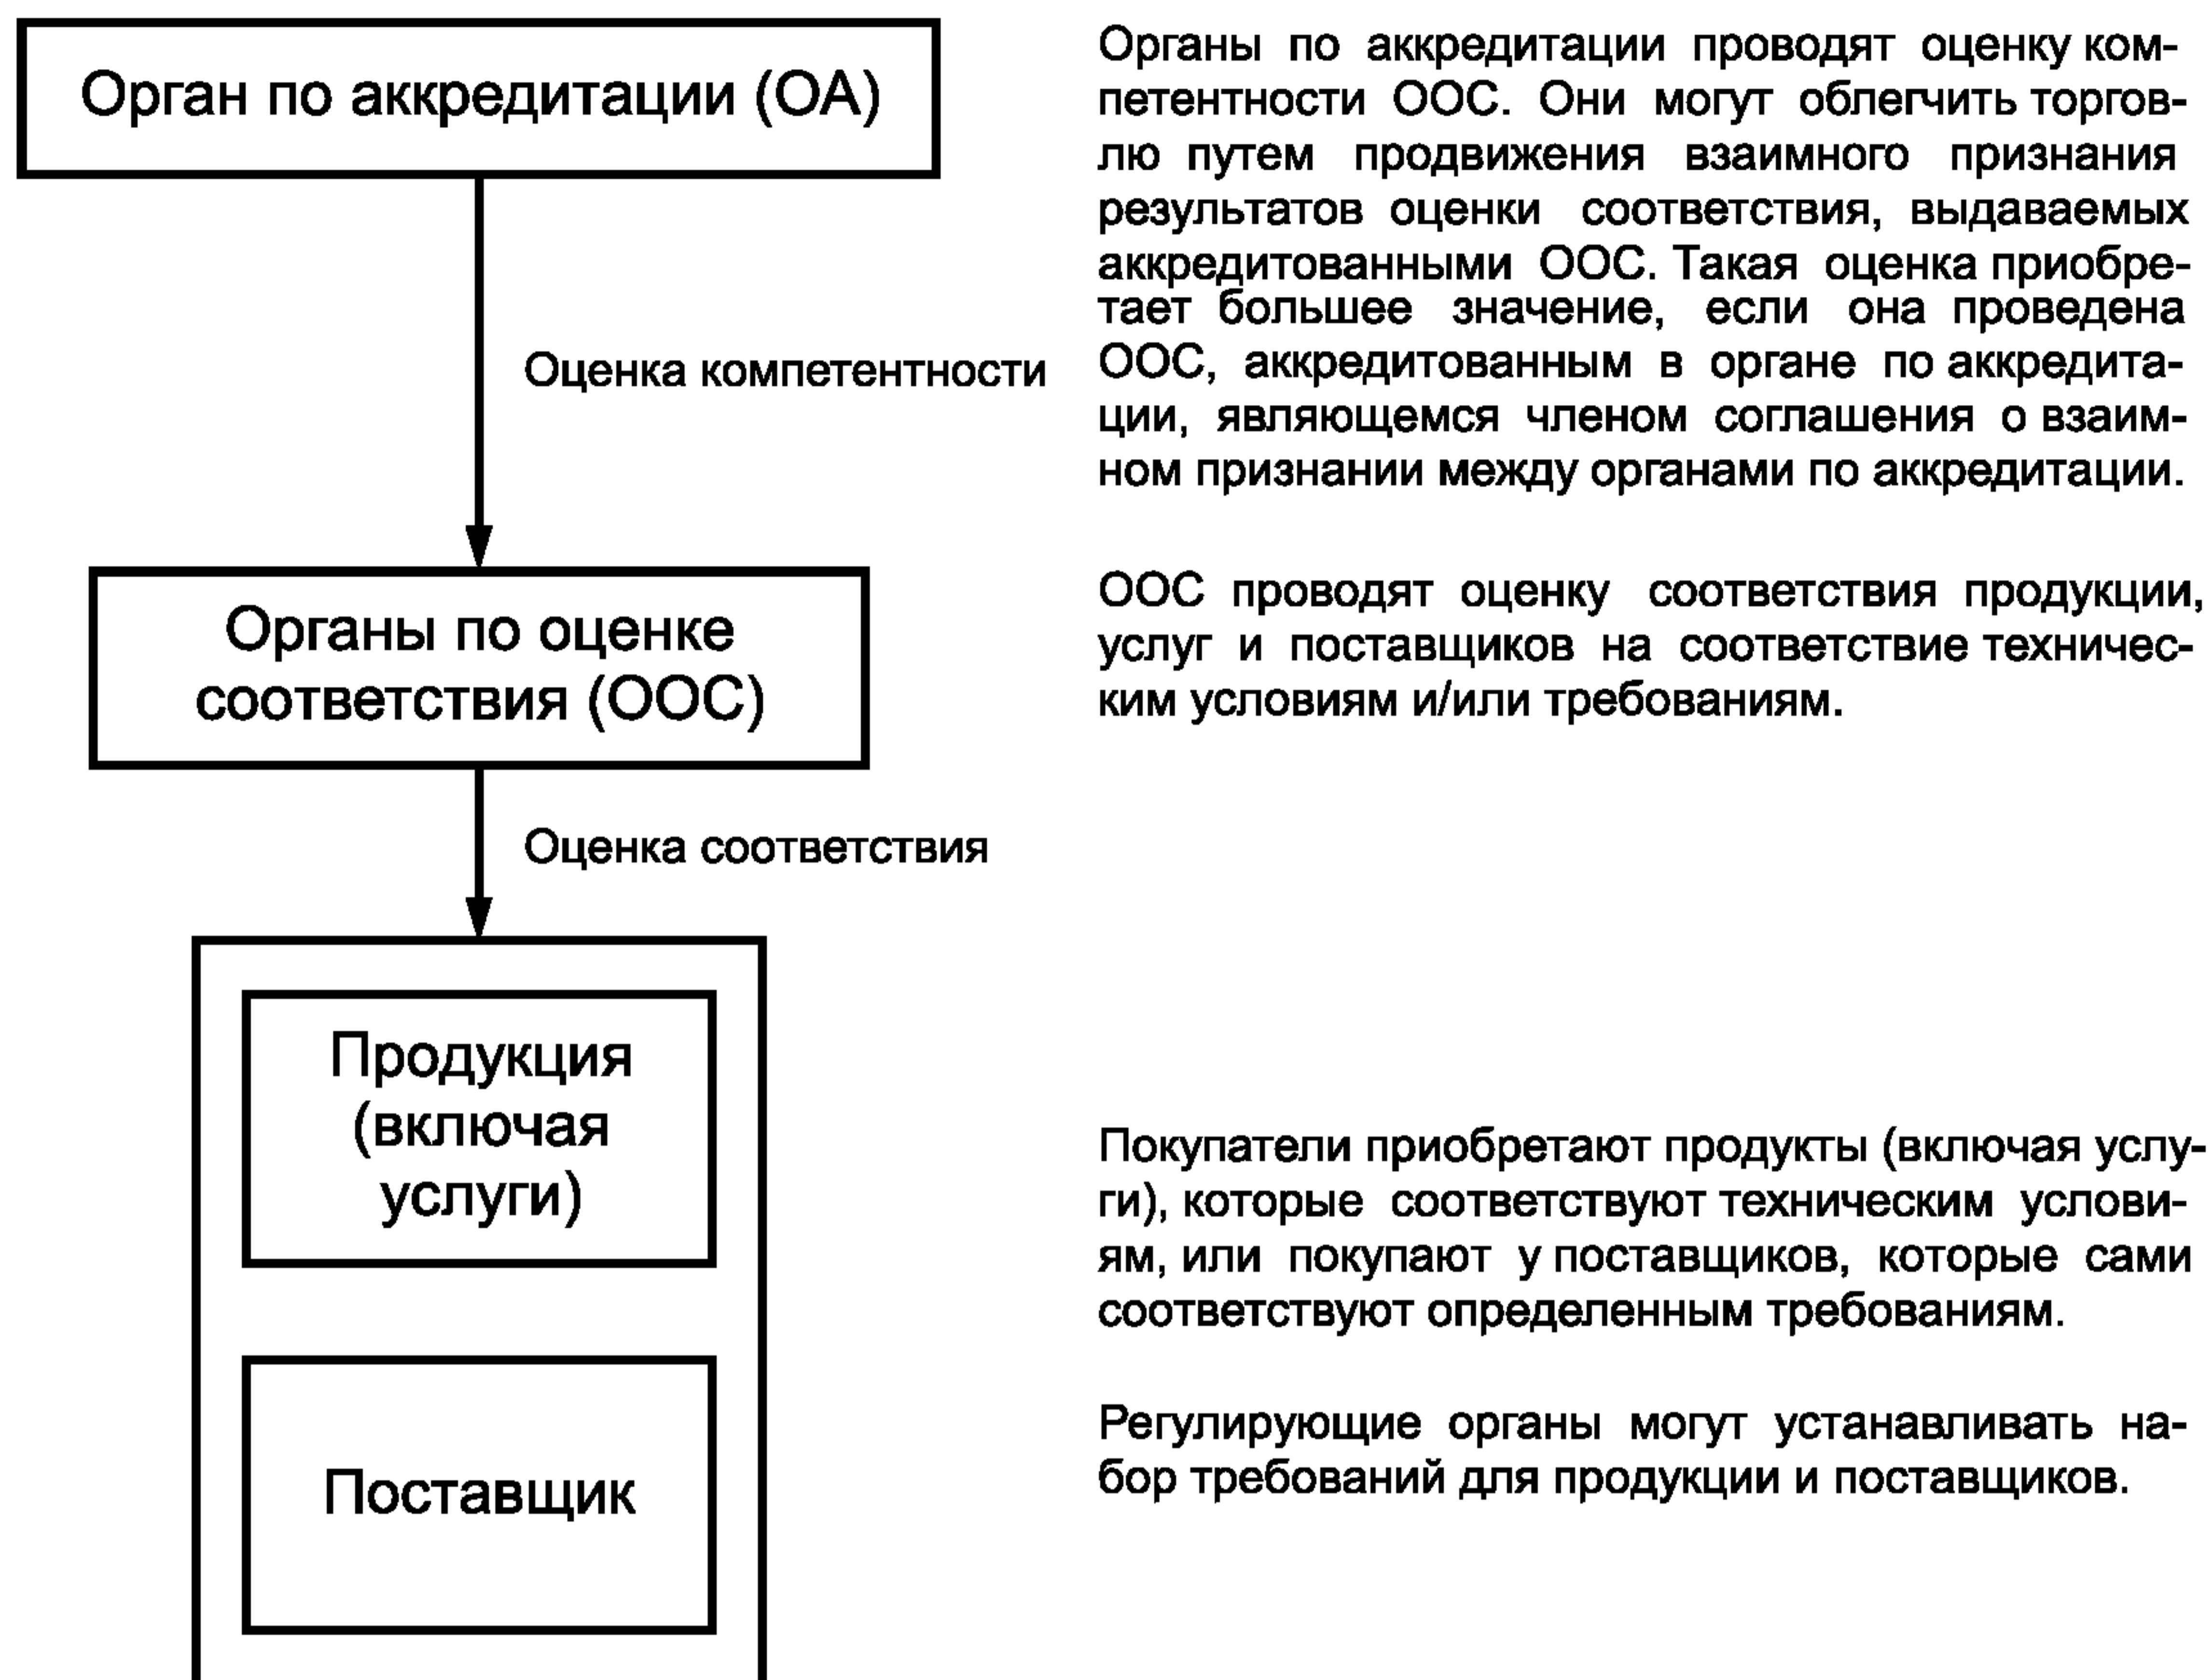 Орган по аккредитации (ОА)
Органы по аккредитации проводят оценку ком-
петентности ООС. Они могут облегчить торгов-
лю путем продвижения взаимного признания
результатов оценки соответствия, выдаваемых
аккредитованными ООС. Такая оценка приобре-
тает большее значение, если она проведена
ООС, аккредитованным в органе по аккредита-
ции, являющемся членом соглашения о взаим-
ном признании между органами по аккредитации.
Оценка компетентности
Органы по оценке
соответствия (ООС)
ООС проводят оценку соответствия продукции,
услуг и поставщиков на соответствие техничес-
ким условиям и/или требованиям.
Оценка соответствия
Продукция
(включая
услуги)
Покупатели приобретают продукты (включая услу-
ги), которые соответствуют техническим услови-
ям, или покупают у поставщиков, которые сами
соответствуют определенным требованиям.
Поставщик
Регулирующие органы могут устанавливать на-
бор требований для продукции и поставщиков.